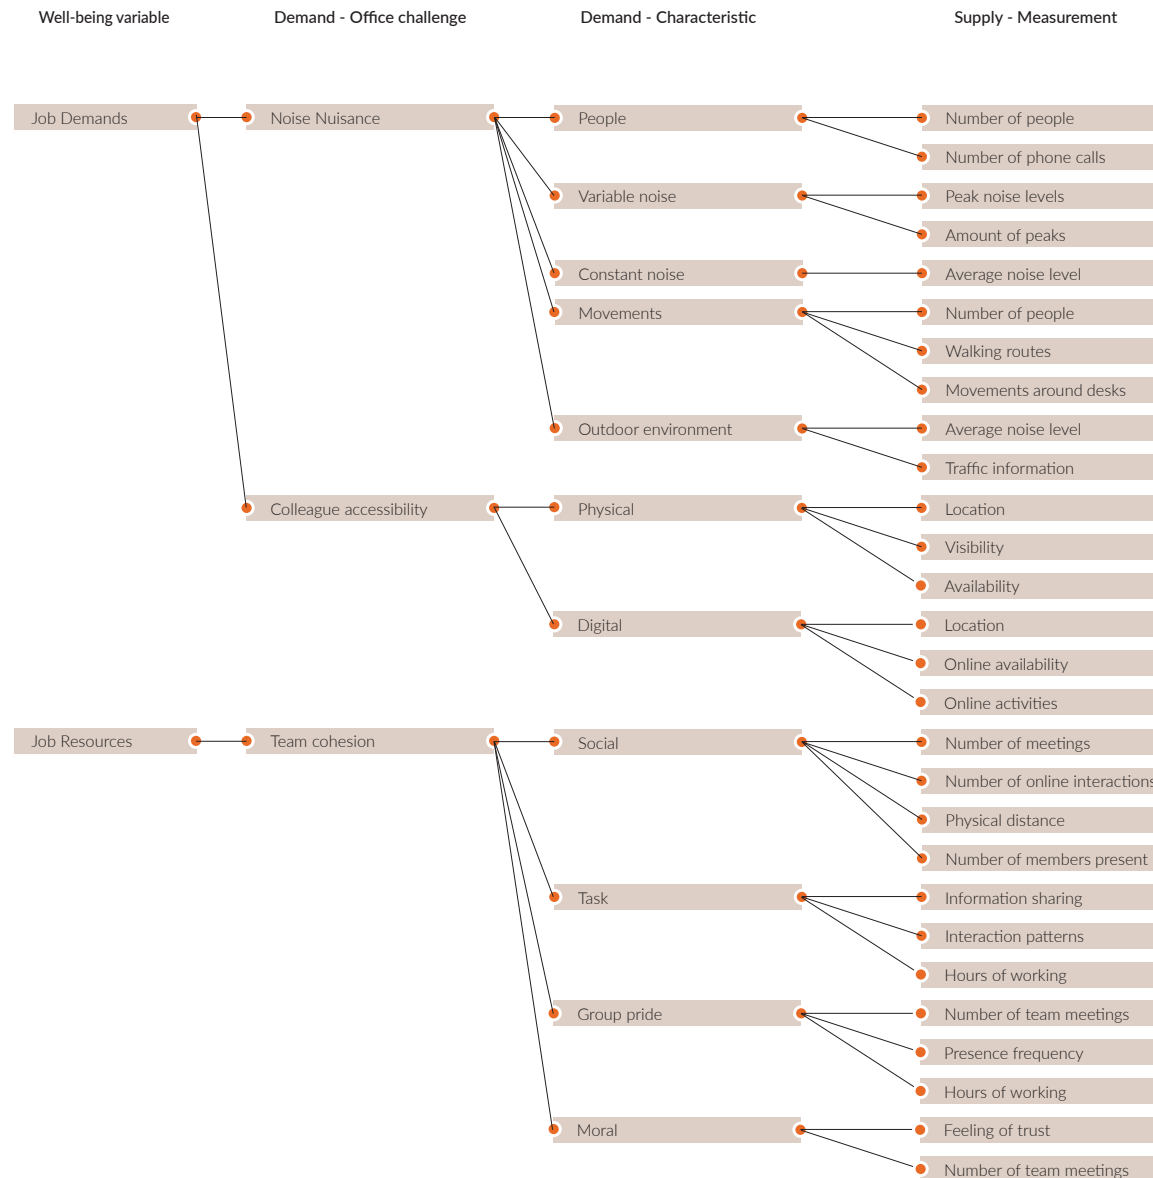 Well-being variable
Demand - Office challenge
Demand - Characteristic
Supply - Measurement
Job Demands
Noise Nuisance
People
Number of people
Number of phone calls
Variable noise
Peak noise levels
Amount of peaks
Constant noise
Average noise level
Movements
Number of people
Walking routes
Movements around desks
Outdoor environment
Average noise level
Traffic information
Colleague accessibility
Physical
Location
Visibility
Availability
Digital
Location
Online availability
Online activities
Job Resources
Team cohesion
Social
Number of meetings
Number of online interactions
Physical distance
Number of members present
Task
Information sharing
Interaction patterns
Hours of working
Group pride
Number of team meetings
Presence frequency
Hours of working
Moral
Feeling of trust
Number of team meetings